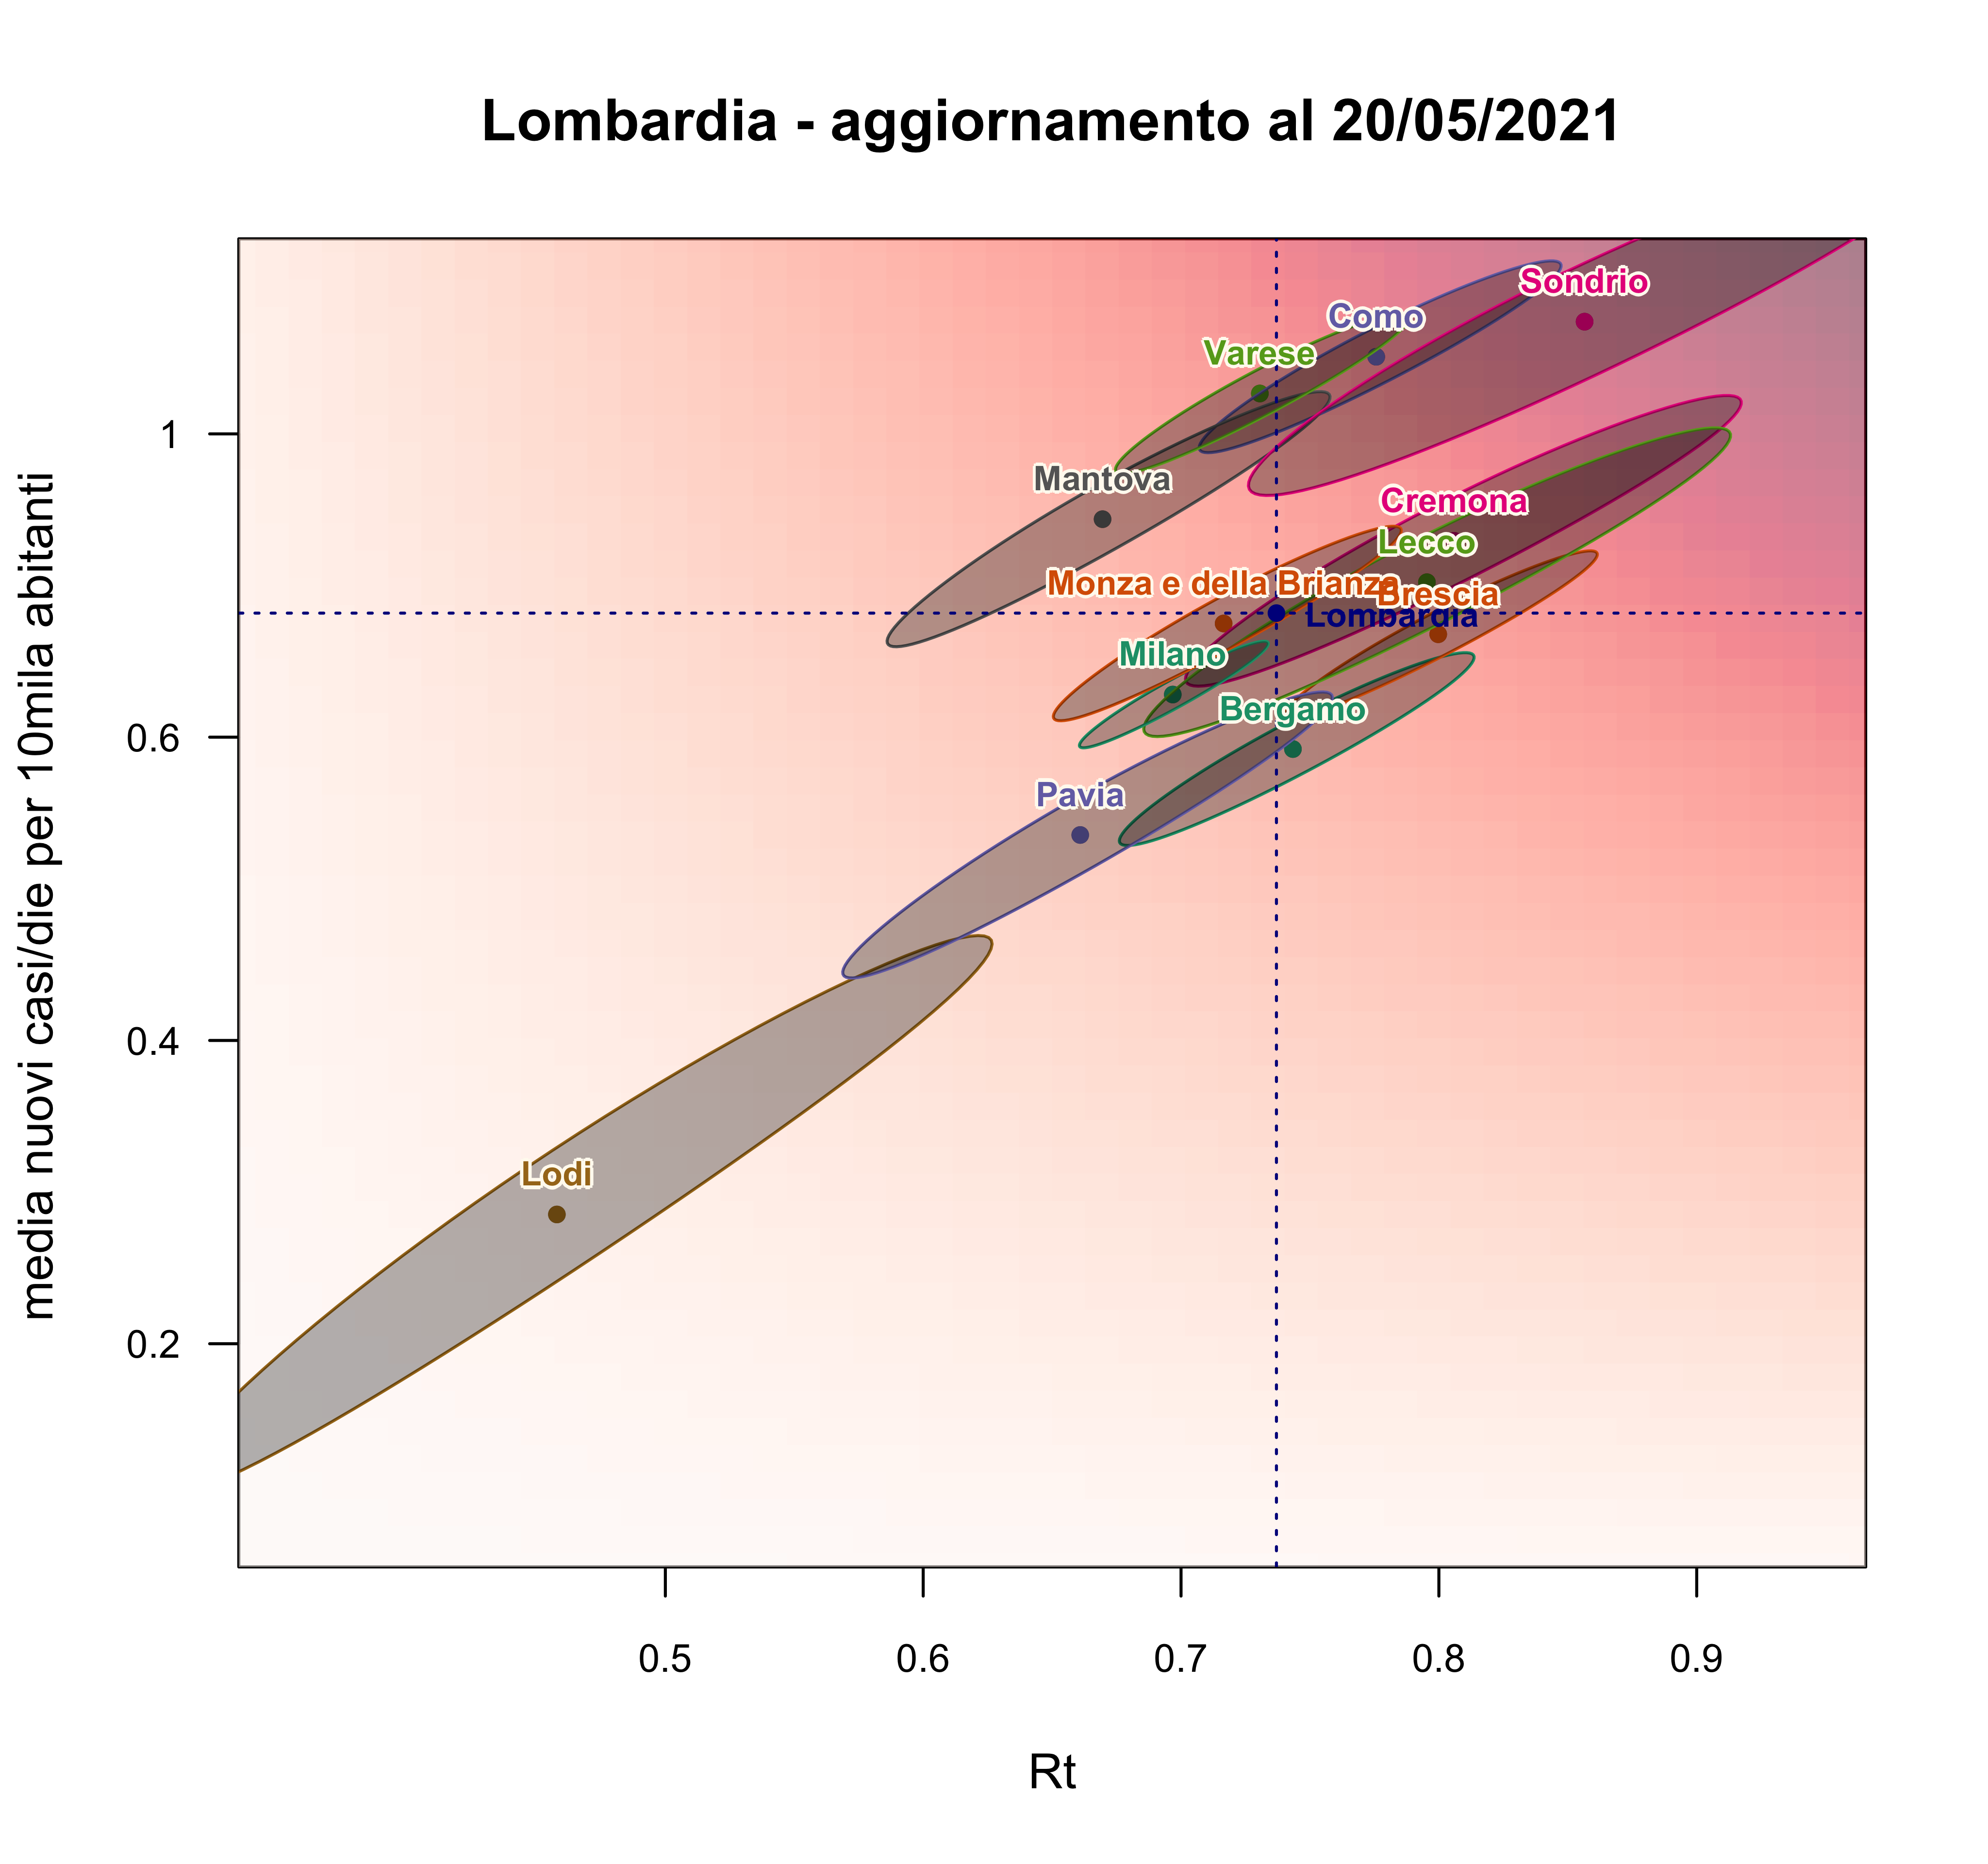 Lombardia - aggiornamento al 20/05/2021
media nuovi casi/die per 10mila abitanti
1
0.6
0.4
0.2
Sondrio
Como
Varese
Mantova
Cremona
Lecco
Monza e della Brianza
Brescia
Lombardia
Milano
Bergamo
Pavia
Lodi
0.5
0.6
0.7
0.8
0.9
Rt